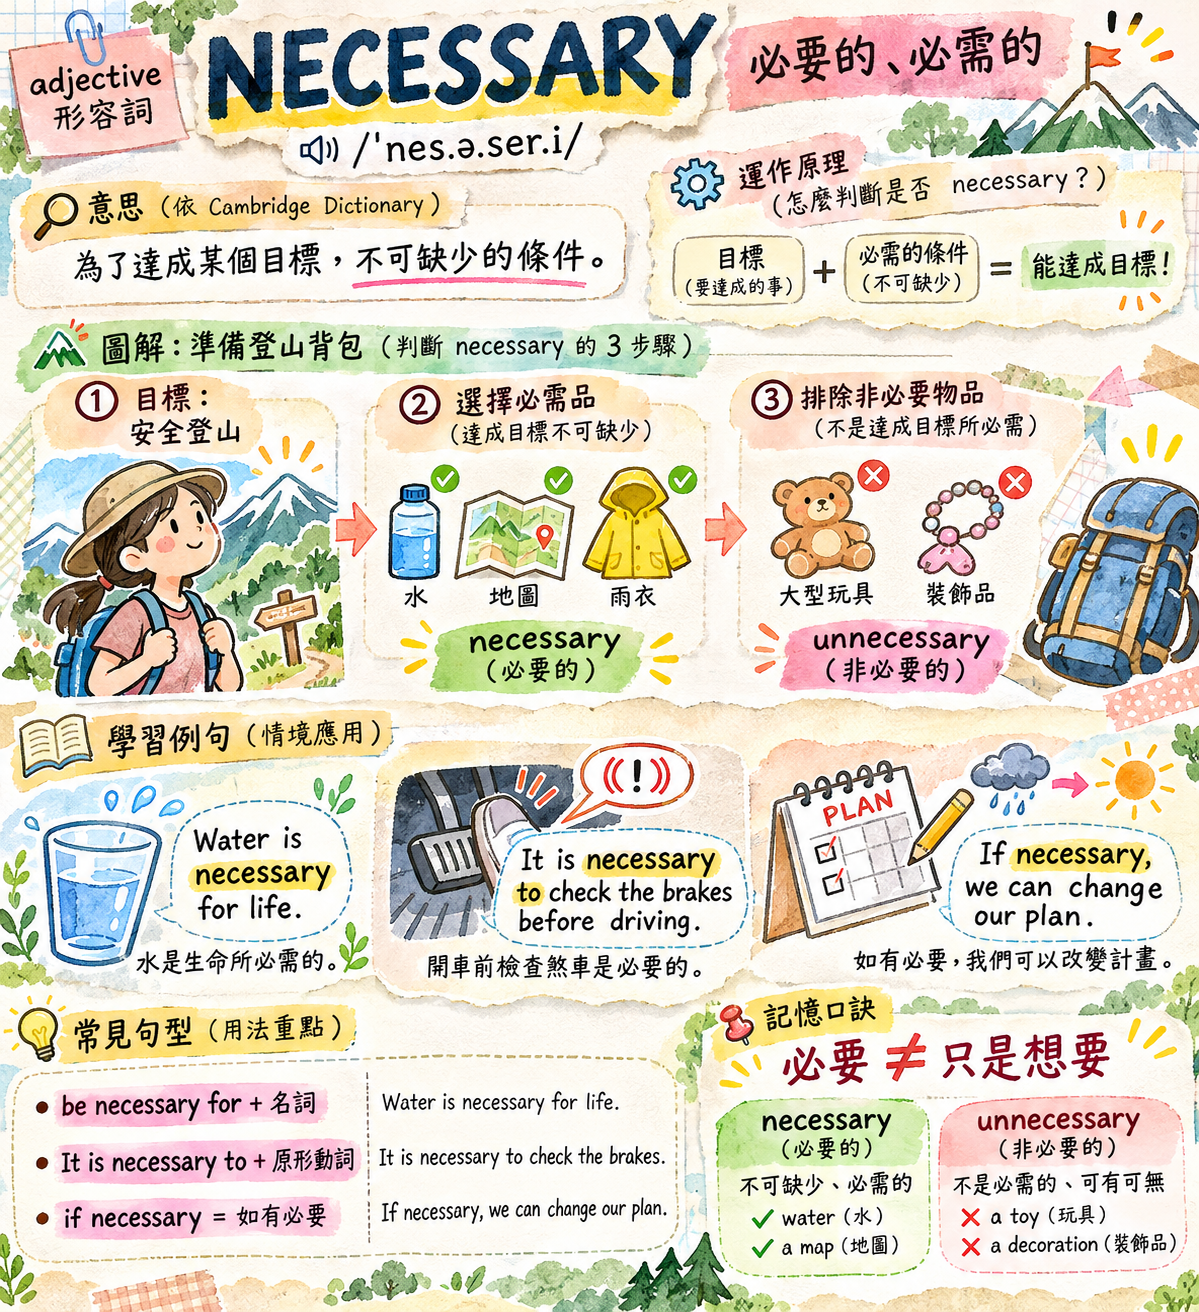 adjective
形容詞
NECESSARY
必要的、必需的
/ˈnes.ə.ser.i/
意思（依 Cambridge Dictionary）
為了達成某個目標，不可缺少的條件。
運作原理
（怎麼判斷是否 necessary？）
目標
（要達成的事）
+
必需的條件
（不可缺少）
=
能達成目標！
圖解：準備登山背包（判斷 necessary 的 3 步驟）
① 目標：
安全登山
② 選擇必需品
（達成目標不可缺少）
水
地圖
雨衣
necessary
（必要的）
③ 排除非必要物品
（不是達成目標所必需）
大型玩具
裝飾品
unnecessary
（非必要的）
學習例句（情境應用）
Water is
necessary
for life.
水是生命所必需的。
(((!)))
It is necessary
to check the brakes
before driving.
開車前檢查煞車是必要的。
PLAN
If necessary,
we can change
our plan.
如有必要，我們可以改變計畫。
常見句型（用法重點）
• be necessary for + 名詞
Water is necessary for life.
• It is necessary to + 原形動詞
It is necessary to check the brakes.
• if necessary = 如有必要
If necessary, we can change our plan.
記憶口訣
必要 ≠ 只是想要
necessary
（必要的）
不可缺少、必需的
✓ water（水）
✓ a map（地圖）
unnecessary
（非必要的）
不是必需的、可有可無
✕ a toy（玩具）
✕ a decoration（裝飾品）